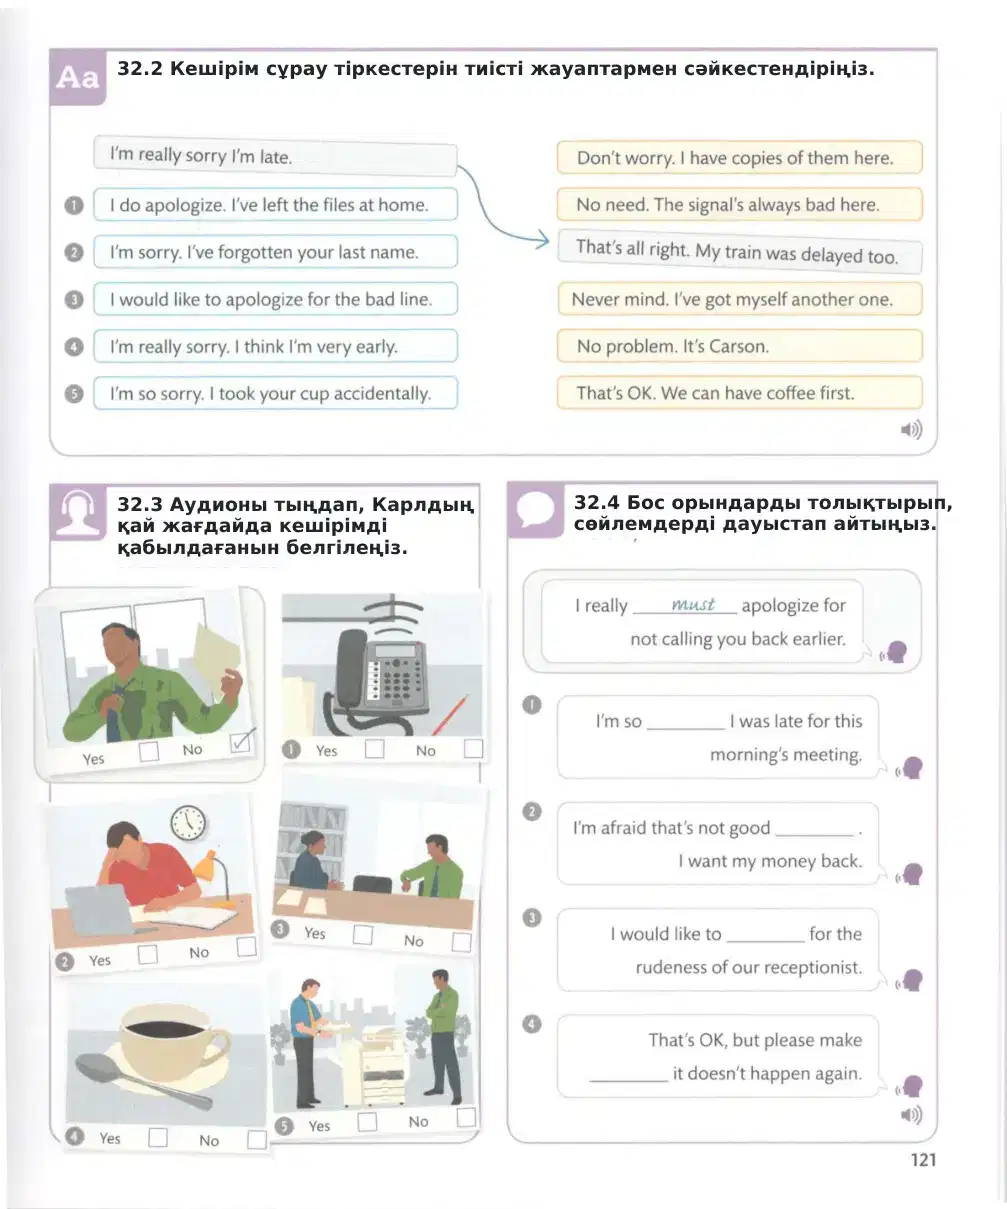 Aa
32.2 Кешірім сұрау тіркестерін тиісті жауаптармен сәйкестендіріңіз.
I'm really sorry I'm late.
1 I do apologize. I've left the files at home.
2 I'm sorry. I've forgotten your last name.
3 I would like to apologize for the bad line.
4 I'm really sorry. I think I'm very early.
5 I'm so sorry. I took your cup accidentally.
Don't worry. I have copies of them here.
No need. The signal's always bad here.
That's all right. My train was delayed too.
Never mind. I've got myself another one.
No problem. It's Carson.
That's OK. We can have coffee first.
32.3 Аудионы тыңдап, Карлдың
қай жағдайда кешірімді
қабылдағанын белгілеңіз.
Yes No
1 Yes No
2 Yes No
3 Yes No
4 Yes No
5 Yes No
32.4 Бос орындарды толықтырып,
сөйлемдерді дауыстап айтыңыз.
I really must apologize for
not calling you back earlier.
1 I'm so ________ I was late for this
morning's meeting.
2 I'm afraid that's not good ________ .
I want my money back.
3 I would like to ________ for the
rudeness of our receptionist.
4 That's OK, but please make
________ it doesn't happen again.
121